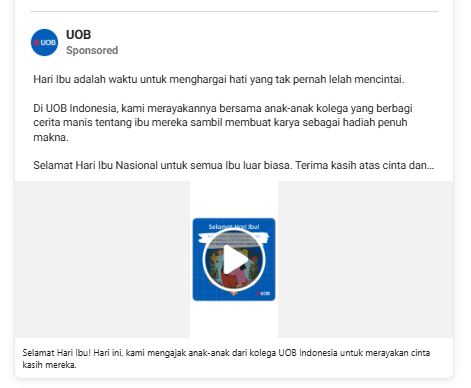 UOB
UOB
Sponsored
Hari Ibu adalah waktu untuk menghargai hati yang tak pernah lelah mencintai.
Di UOB Indonesia, kami merayakannya bersama anak-anak kolega yang berbagi
cerita manis tentang ibu mereka sambil membuat karya sebagai hadiah penuh
makna.
Selamat Hari Ibu Nasional untuk semua Ibu luar biasa. Terima kasih atas cinta dan...
Selamat Hari Ibu!
UOB
Selamat Hari Ibu! Hari ini, kami mengajak anak-anak dari kolega UOB Indonesia untuk merayakan cinta
kasih mereka.